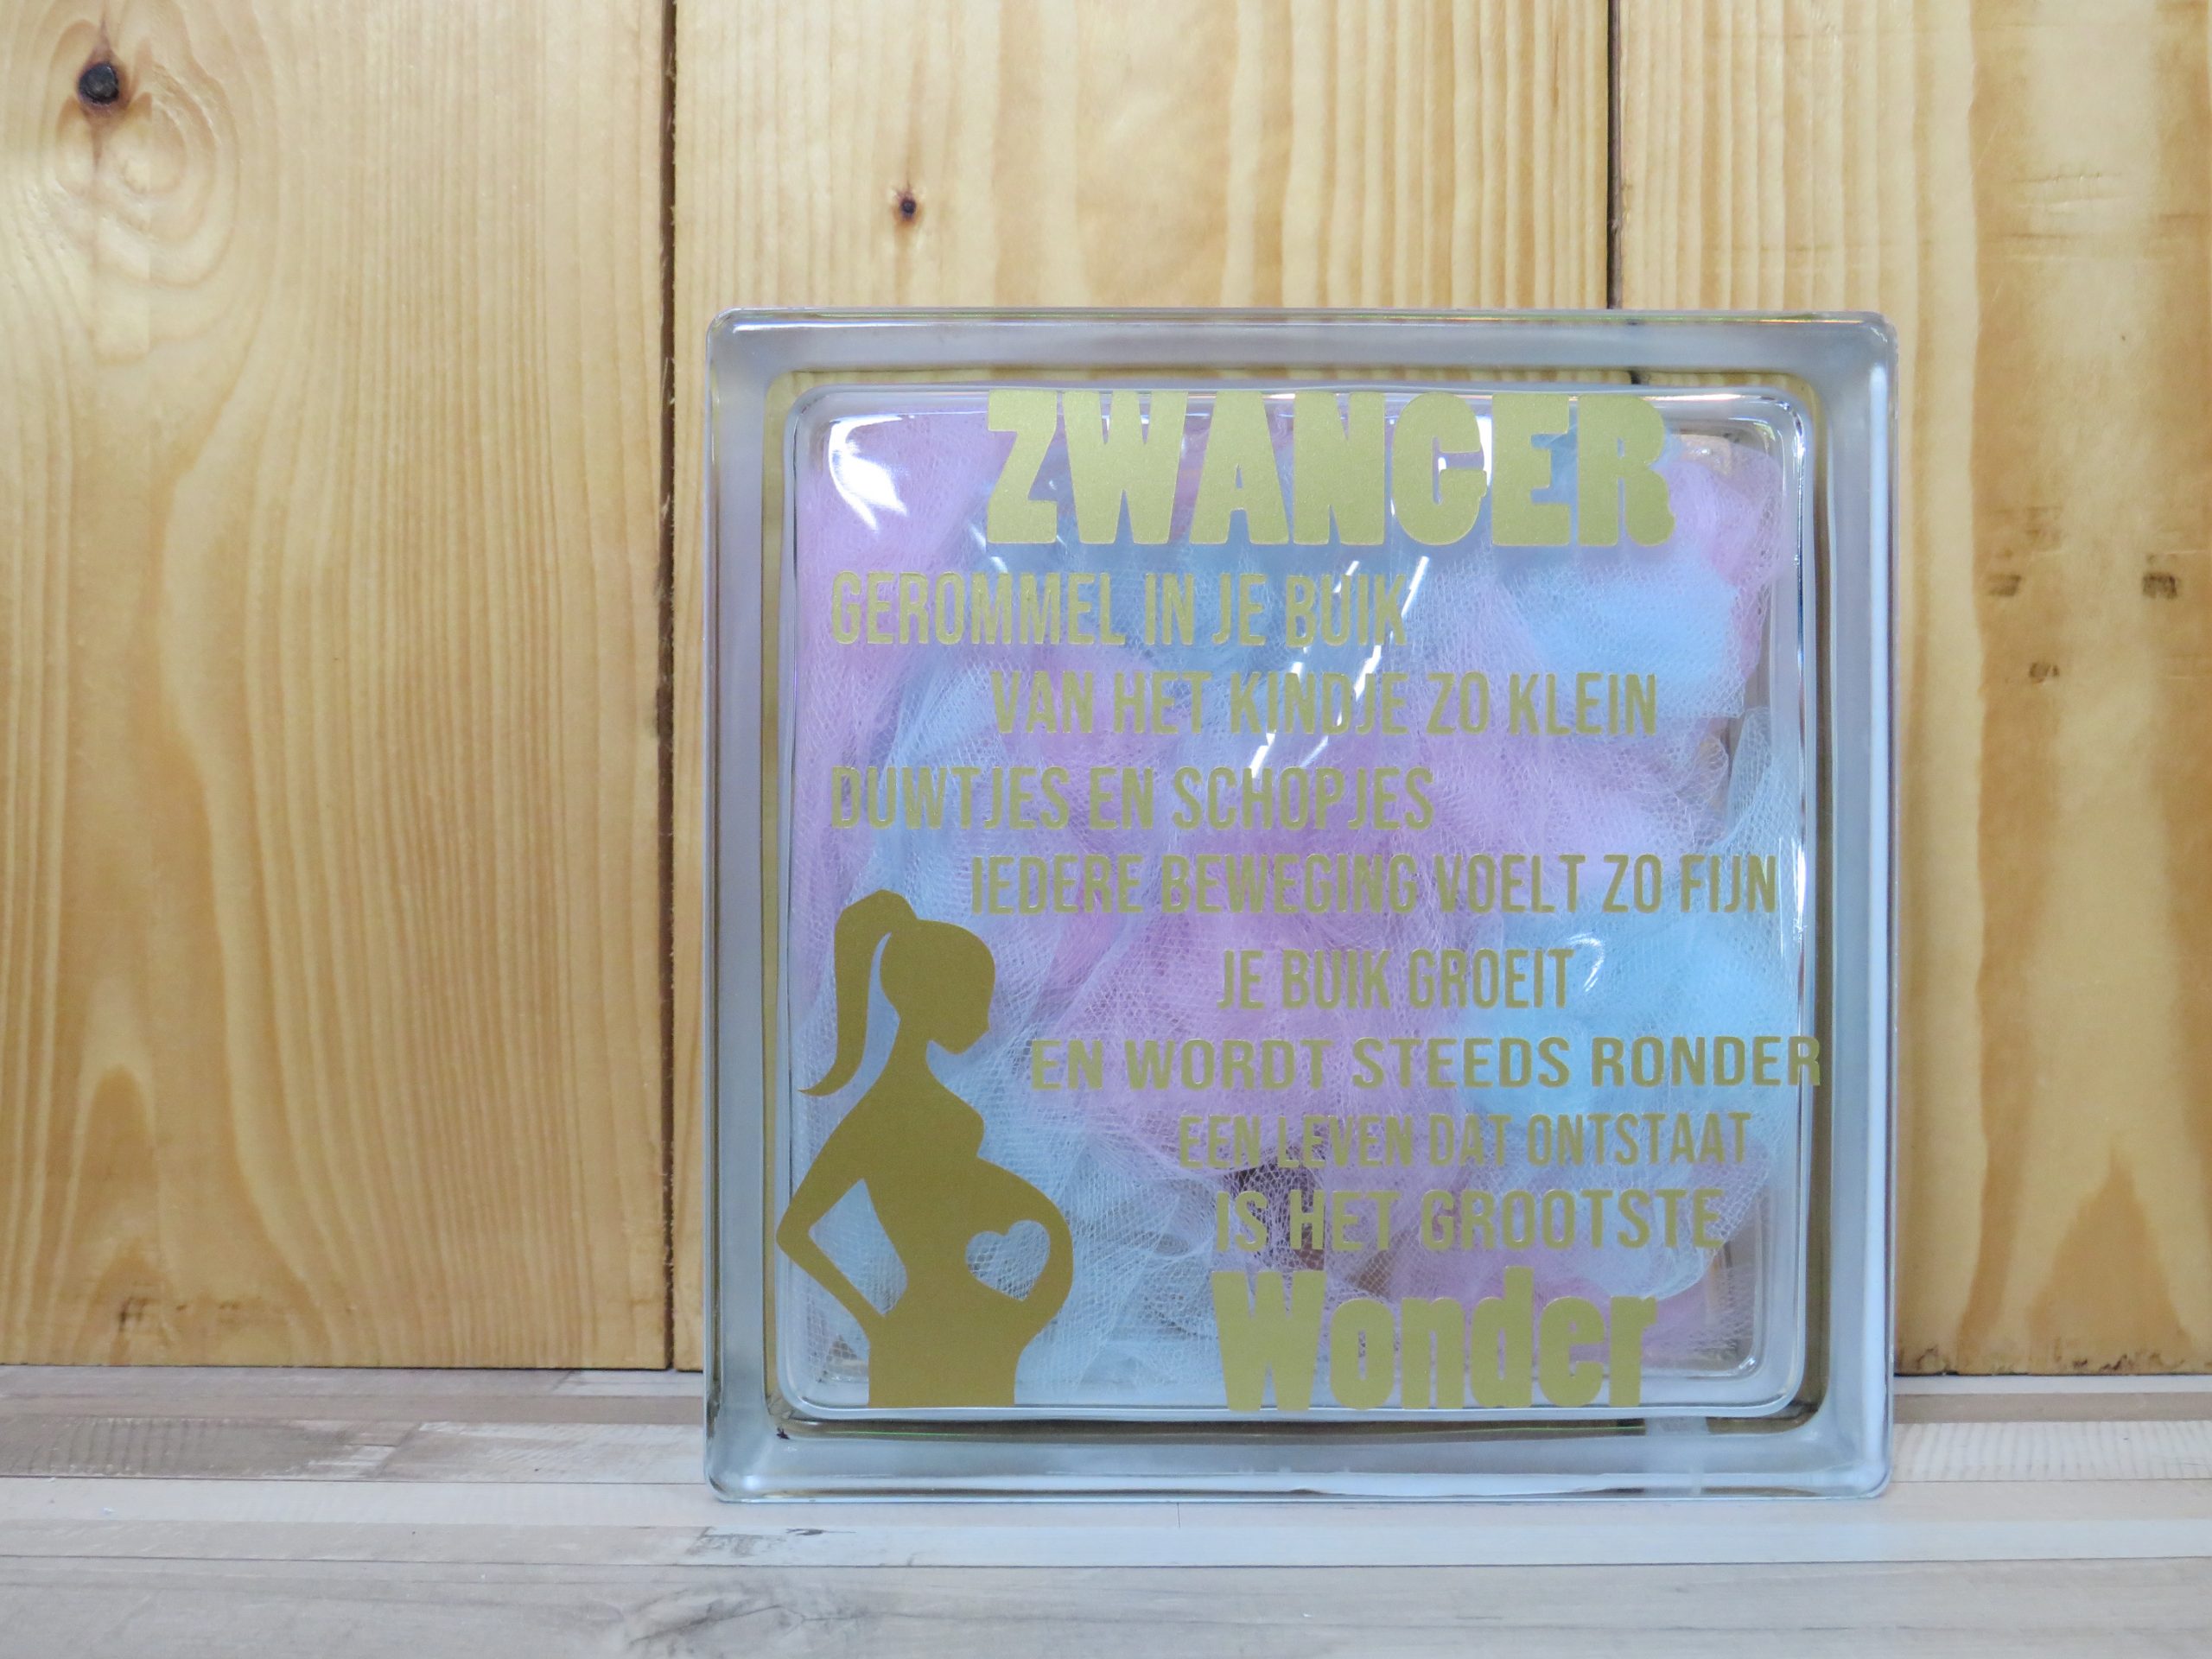 ZWANGER
GEROMMEL IN JE BUIK
VAN HET KINDJE ZO KLEIN
DUWTJES EN SCHOPJES
IEDERE BEWEGING VOELT ZO FIJN
JE BUIK GROEIT
EN WORDT STEEDS RONDER
EEN LEVEN DAT ONTSTAAT
IS HET GROOTSTE
Wonder